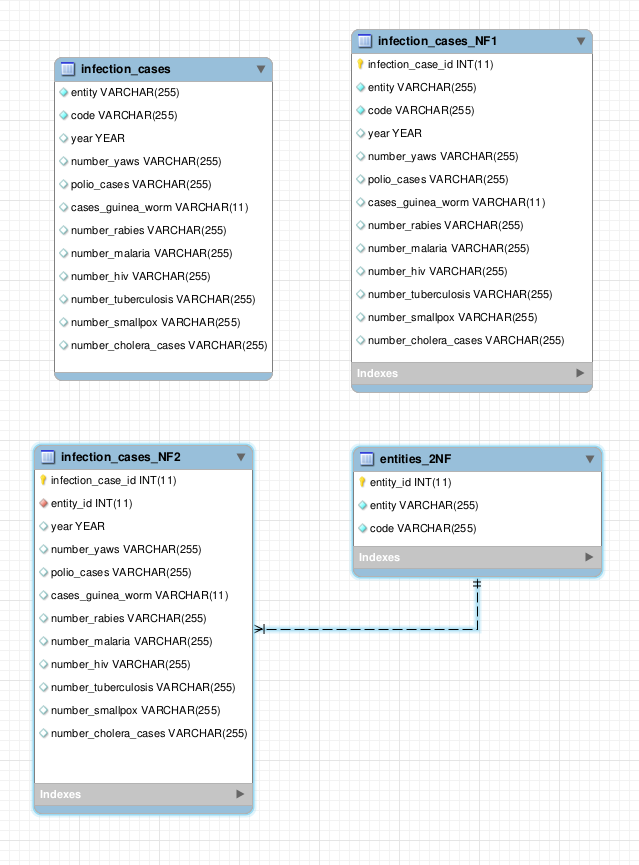 infection_cases
entity VARCHAR(255)
code VARCHAR(255)
year YEAR
number_yaws VARCHAR(255)
polio_cases VARCHAR(255)
cases_guinea_worm VARCHAR(11)
number_rabies VARCHAR(255)
number_malaria VARCHAR(255)
number_hiv VARCHAR(255)
number_tuberculosis VARCHAR(255)
number_smallpox VARCHAR(255)
number_cholera_cases VARCHAR(255)
infection_cases_NF1
infection_case_id INT(11)
entity VARCHAR(255)
code VARCHAR(255)
year YEAR
number_yaws VARCHAR(255)
polio_cases VARCHAR(255)
cases_guinea_worm VARCHAR(11)
number_rabies VARCHAR(255)
number_malaria VARCHAR(255)
number_hiv VARCHAR(255)
number_tuberculosis VARCHAR(255)
number_smallpox VARCHAR(255)
number_cholera_cases VARCHAR(255)
Indexes
infection_cases_NF2
infection_case_id INT(11)
entity_id INT(11)
year YEAR
number_yaws VARCHAR(255)
polio_cases VARCHAR(255)
cases_guinea_worm VARCHAR(11)
number_rabies VARCHAR(255)
number_malaria VARCHAR(255)
number_hiv VARCHAR(255)
number_tuberculosis VARCHAR(255)
number_smallpox VARCHAR(255)
number_cholera_cases VARCHAR(255)
Indexes
entities_2NF
entity_id INT(11)
entity VARCHAR(255)
code VARCHAR(255)
Indexes